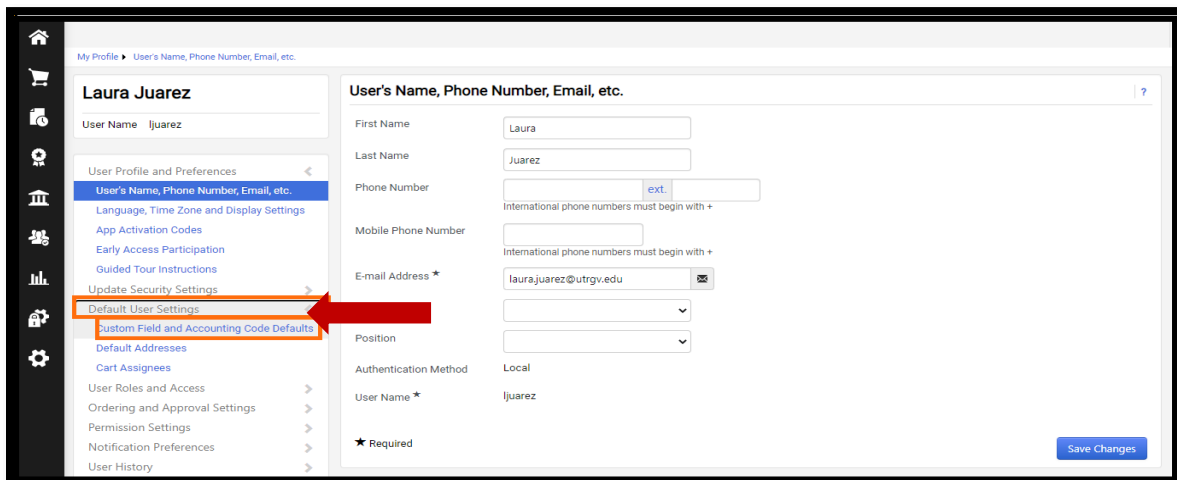 My Profile ▸ User's Name, Phone Number, Email, etc.
Laura Juarez
User Name ljuarez
User Profile and Preferences
User's Name, Phone Number, Email, etc.
Language, Time Zone and Display Settings
App Activation Codes
Early Access Participation
Guided Tour Instructions
Update Security Settings
Default User Settings
Custom Field and Accounting Code Defaults
Default Addresses
Cart Assignees
User Roles and Access
Ordering and Approval Settings
Permission Settings
Notification Preferences
User History
User's Name, Phone Number, Email, etc. ?
First Name Laura
Last Name Juarez
Phone Number ext.
International phone numbers must begin with +
Mobile Phone Number
International phone numbers must begin with +
E-mail Address ★ laura.juarez@utrgv.edu
Position
Authentication Method Local
User Name ★ ljuarez
★ Required
Save Changes